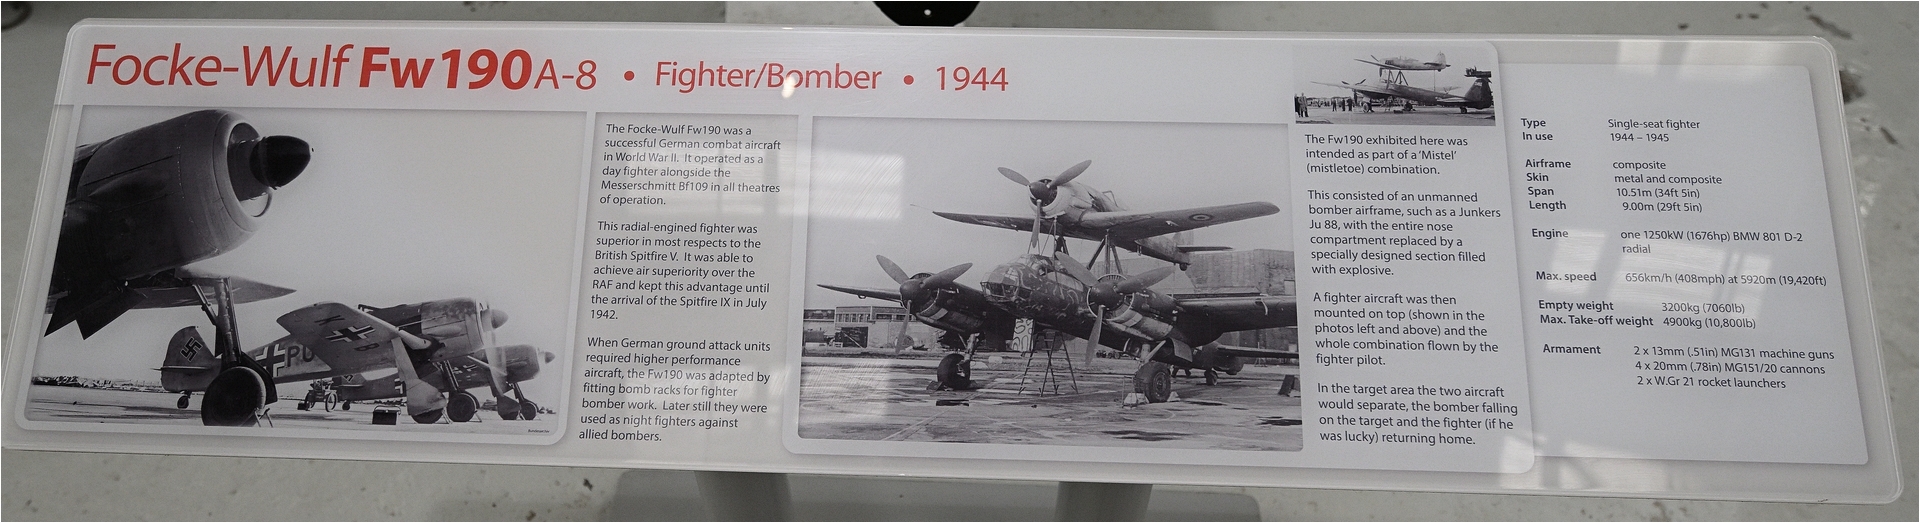 Focke-Wulf Fw190A-8 • Fighter/Bomber • 1944
The Focke-Wulf Fw190 was a
successful German combat aircraft
in World War II. It operated as a
day fighter alongside the
Messerschmitt Bf109 in all theatres
of operation.
This radial-engined fighter was
superior in most respects to the
British Spitfire V. It was able to
achieve air superiority over the
RAF and kept this advantage until
the arrival of the Spitfire IX in July
1942.
When German ground attack units
required higher performance
aircraft, the Fw190 was adapted by
fitting bomb racks for fighter
bomber work. Later still they were
used as night fighters against
allied bombers.
The Fw190 exhibited here was
intended as part of a 'Mistel'
(mistletoe) combination.
This consisted of an unmanned
bomber airframe, such as a Junkers
Ju 88, with the entire nose
compartment replaced by a
specially designed section filled
with explosive.
A fighter aircraft was then
mounted on top (shown in the
photos left and above) and the
whole combination flown by the
fighter pilot.
In the target area the two aircraft
would separate, the bomber falling
on the target and the fighter (if he
was lucky) returning home.
Type Single-seat fighter
In use 1944 – 1945
Airframe composite
Skin metal and composite
Span 10.51m (34ft 5in)
Length 9.00m (29ft 5in)
Engine one 1250kW (1676hp) BMW 801 D-2
radial
Max. speed 656km/h (408mph) at 5920m (19,420ft)
Empty weight 3200kg (7060lb)
Max. Take-off weight 4900kg (10,800lb)
Armament 2 x 13mm (.51in) MG131 machine guns
4 x 20mm (.78in) MG151/20 cannons
2 x W.Gr 21 rocket launchers